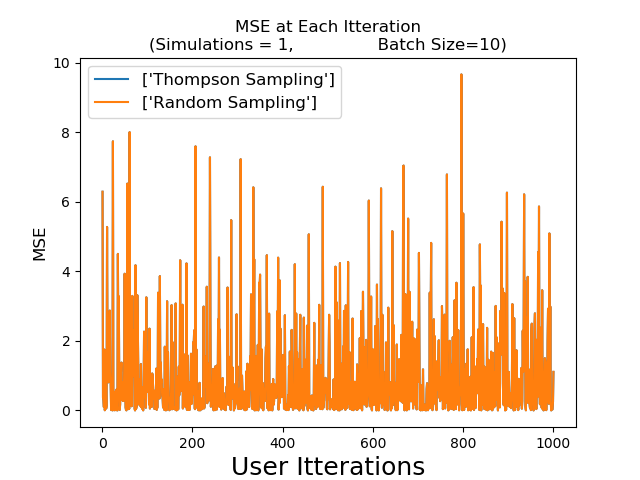 MSE at Each Itteration
(Simulations = 1, Batch Size=10)
['Thompson Sampling']
['Random Sampling']
10
8
6
4
2
0
MSE
0 200 400 600 800 1000
User Itterations